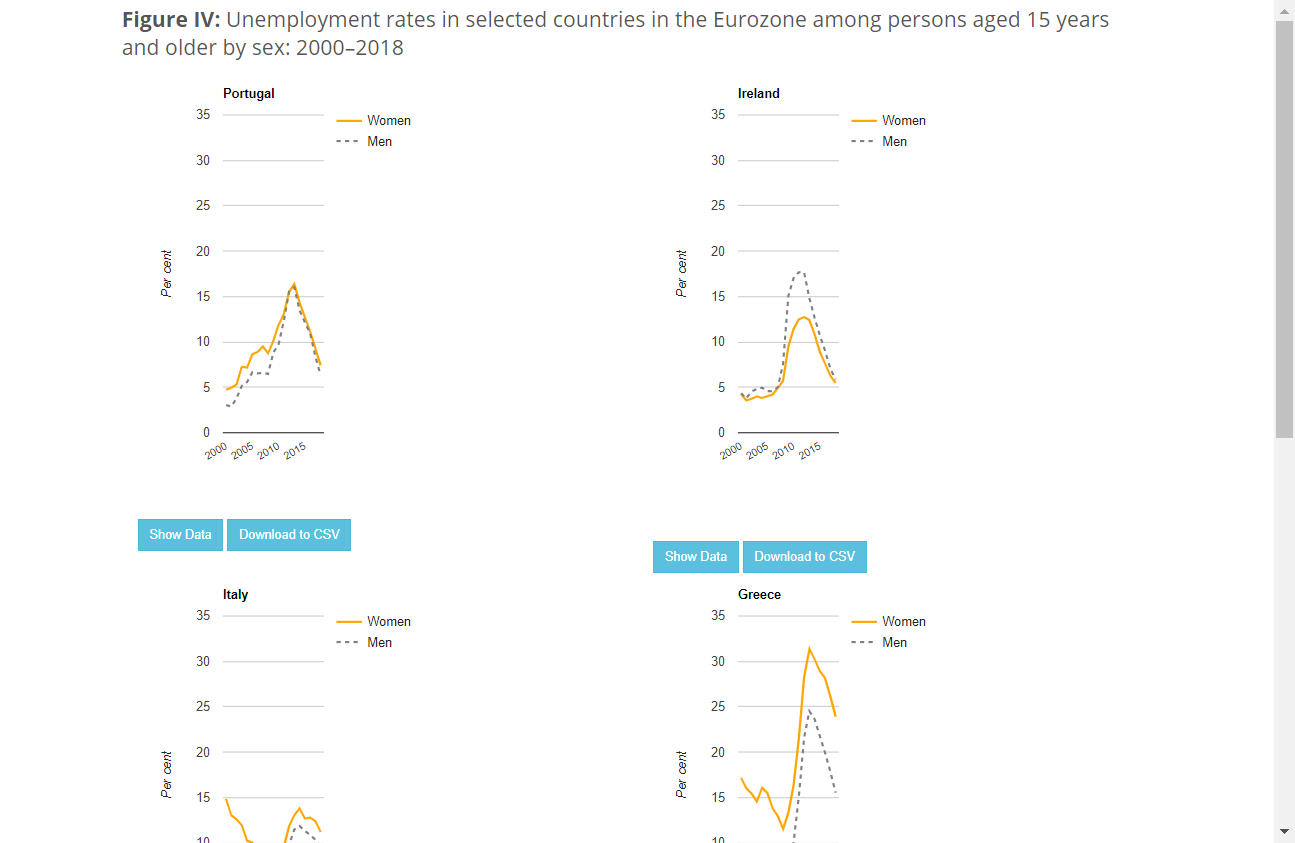 Figure IV: Unemployment rates in selected countries in the Eurozone among persons aged 15 years
and older by sex: 2000–2018
Portugal
35
30
25
20
15
10
5
0
Per cent
2000
2005
2010
2015
Women
Men
Ireland
35
30
25
20
15
10
5
0
Per cent
2000
2005
2010
2015
Women
Men
Show Data
Download to CSV
Show Data
Download to CSV
Italy
35
30
25
20
15
10
Per cent
Women
Men
Greece
35
30
25
20
15
10
Per cent
Women
Men